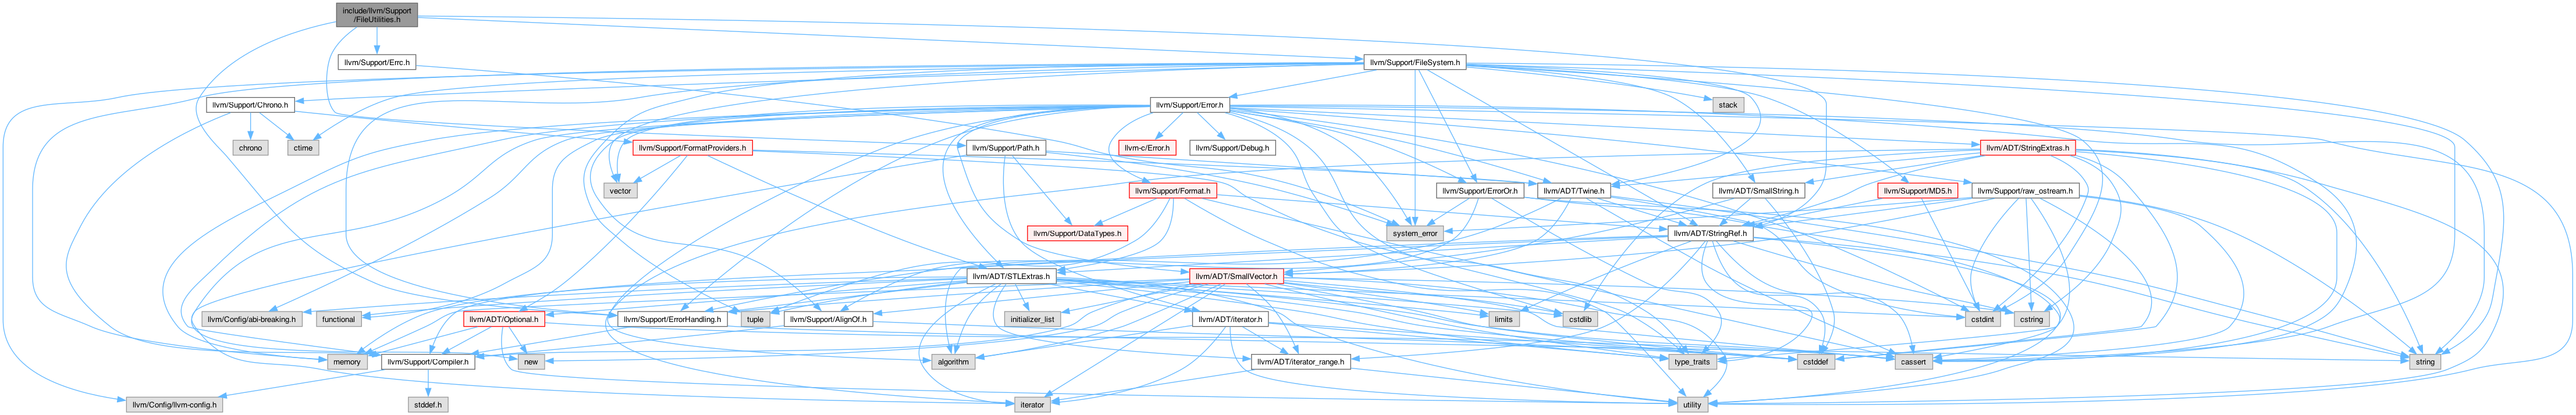 include/llvm/Support
/FileUtilities.h
llvm/Support/Errc.h
llvm/Support/FileSystem.h
llvm/Support/Chrono.h
llvm/Support/Error.h
stack
chrono
ctime
llvm/Support/FormatProviders.h
llvm/Support/Path.h
llvm-c/Error.h
llvm/Support/Debug.h
llvm/ADT/StringExtras.h
vector
llvm/Support/Format.h
llvm/Support/ErrorOr.h
llvm/ADT/Twine.h
llvm/ADT/SmallString.h
llvm/Support/MD5.h
llvm/Support/raw_ostream.h
llvm/Support/DataTypes.h
system_error
llvm/ADT/StringRef.h
llvm/ADT/STLExtras.h
llvm/ADT/SmallVector.h
llvm/Config/abi-breaking.h
functional
llvm/ADT/Optional.h
llvm/Support/ErrorHandling.h
tuple
llvm/Support/AlignOf.h
initializer_list
llvm/ADT/iterator.h
limits
cstdlib
cstdint
cstring
memory
llvm/Support/Compiler.h
new
algorithm
llvm/ADT/iterator_range.h
type_traits
cstddef
cassert
string
llvm/Config/llvm-config.h
stddef.h
iterator
utility